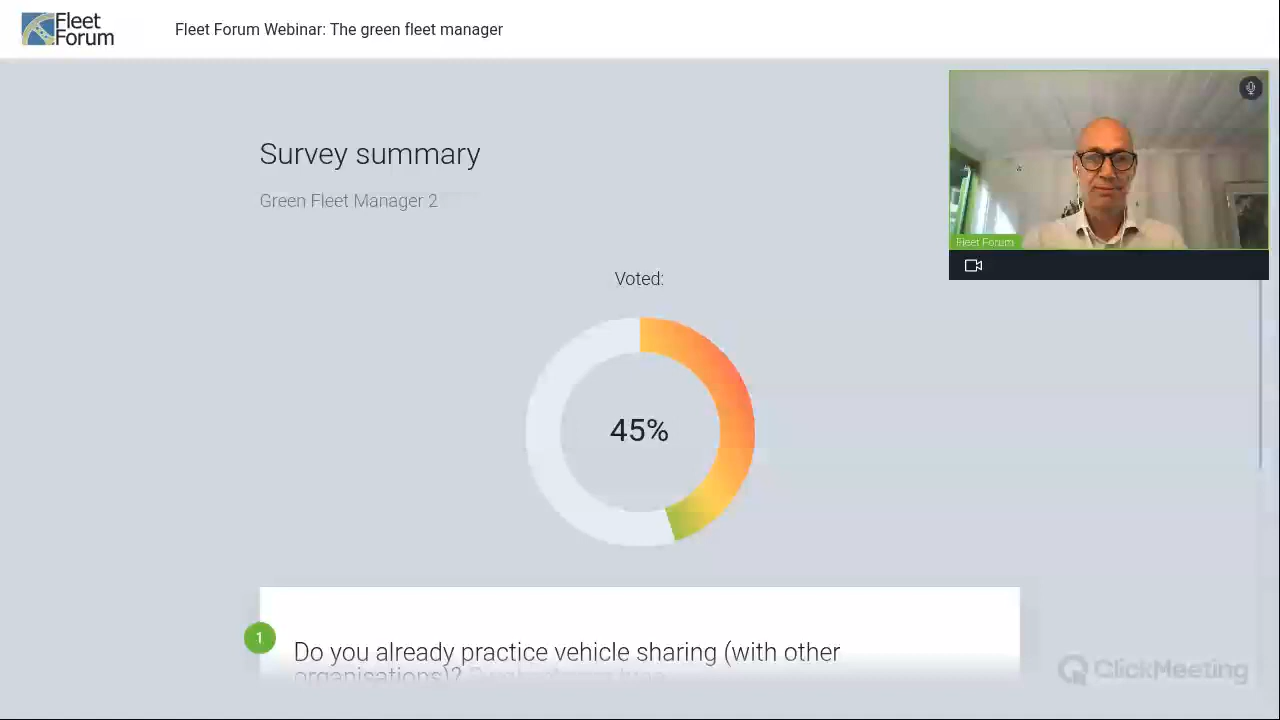 Fleet
Forum
Fleet Forum Webinar: The green fleet manager
Survey summary
Green Fleet Manager 2
Fleet Forum
Voted:
45%
1
Do you already practice vehicle sharing (with other
organisations)?
ClickMeeting